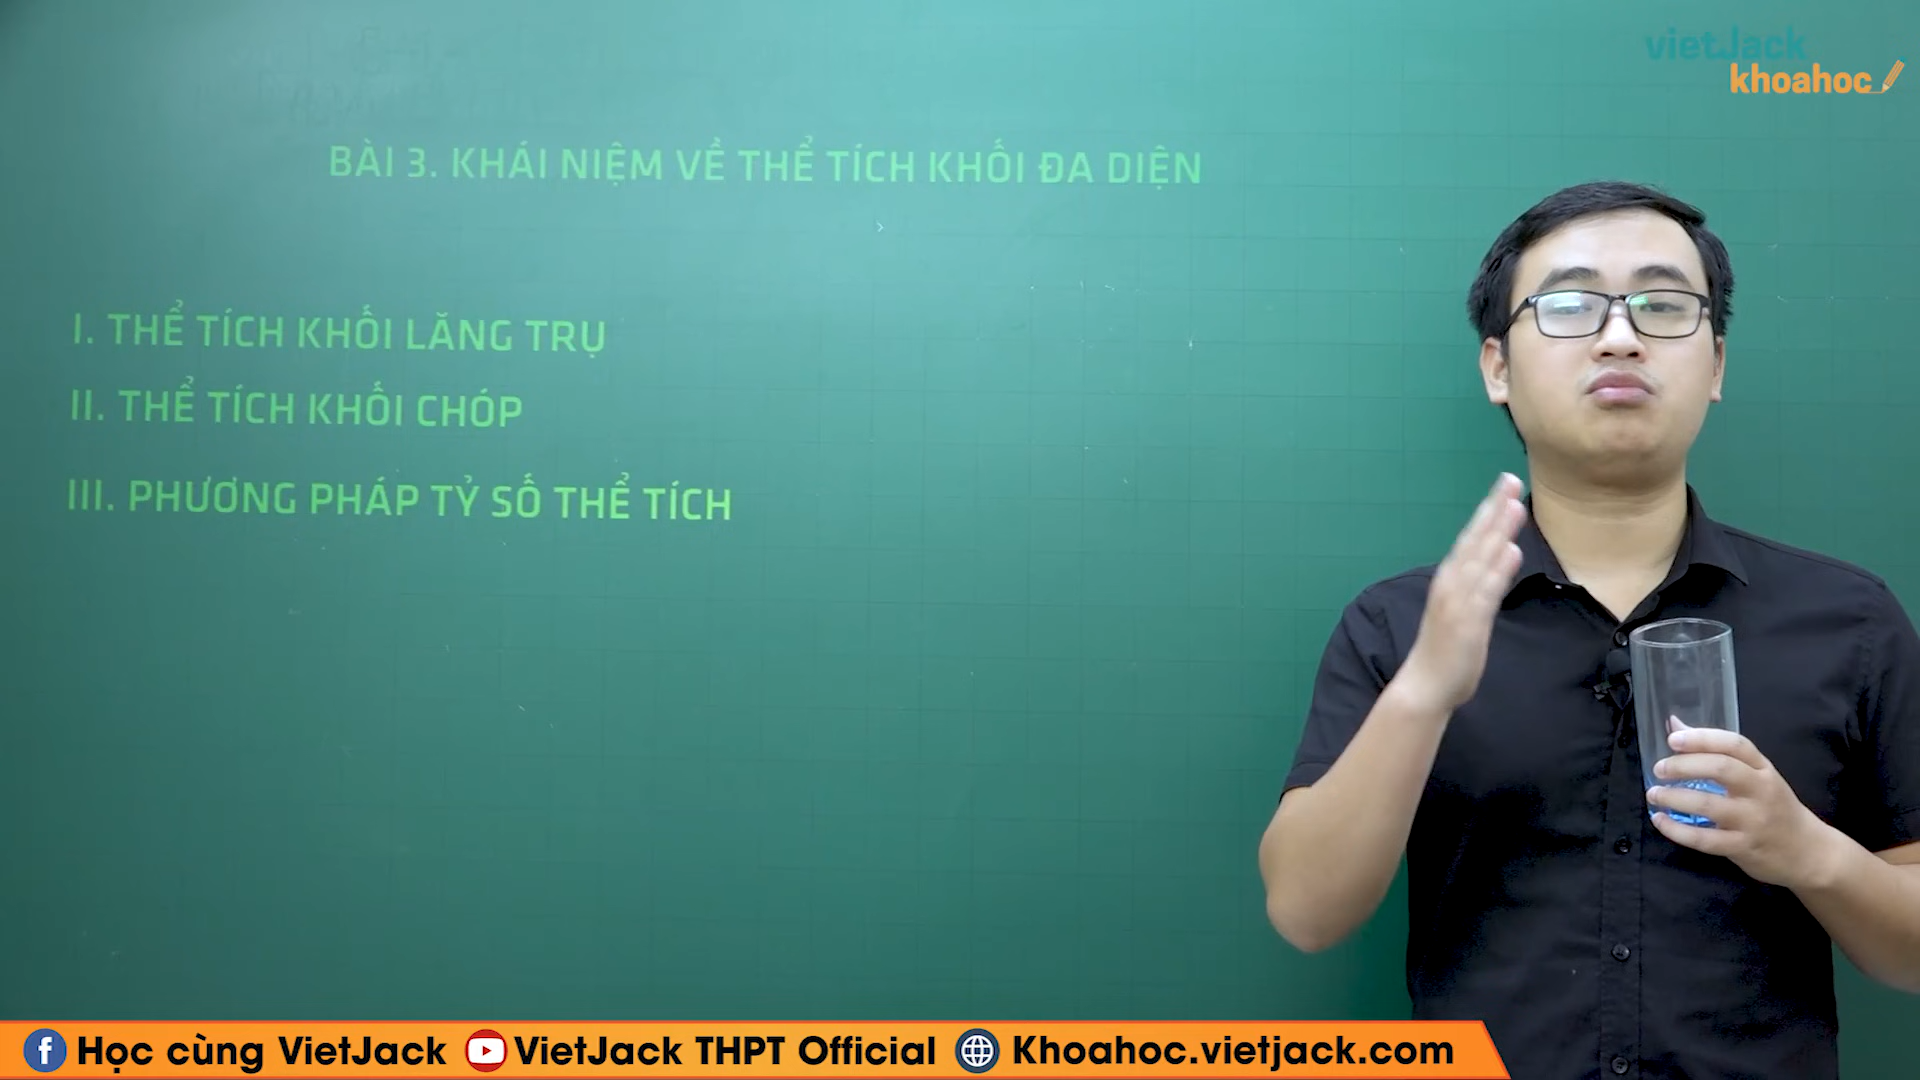 vietJack
khoahoc
BÀI 3. KHÁI NIỆM VỀ THỂ TÍCH KHỐI ĐA DIỆN
I. THỂ TÍCH KHỐI LĂNG TRỤ
II. THỂ TÍCH KHỐI CHÓP
III. PHƯƠNG PHÁP TỶ SỐ THỂ TÍCH
Học cùng VietJack VietJack THPT Official Khoahoc.vietjack.com